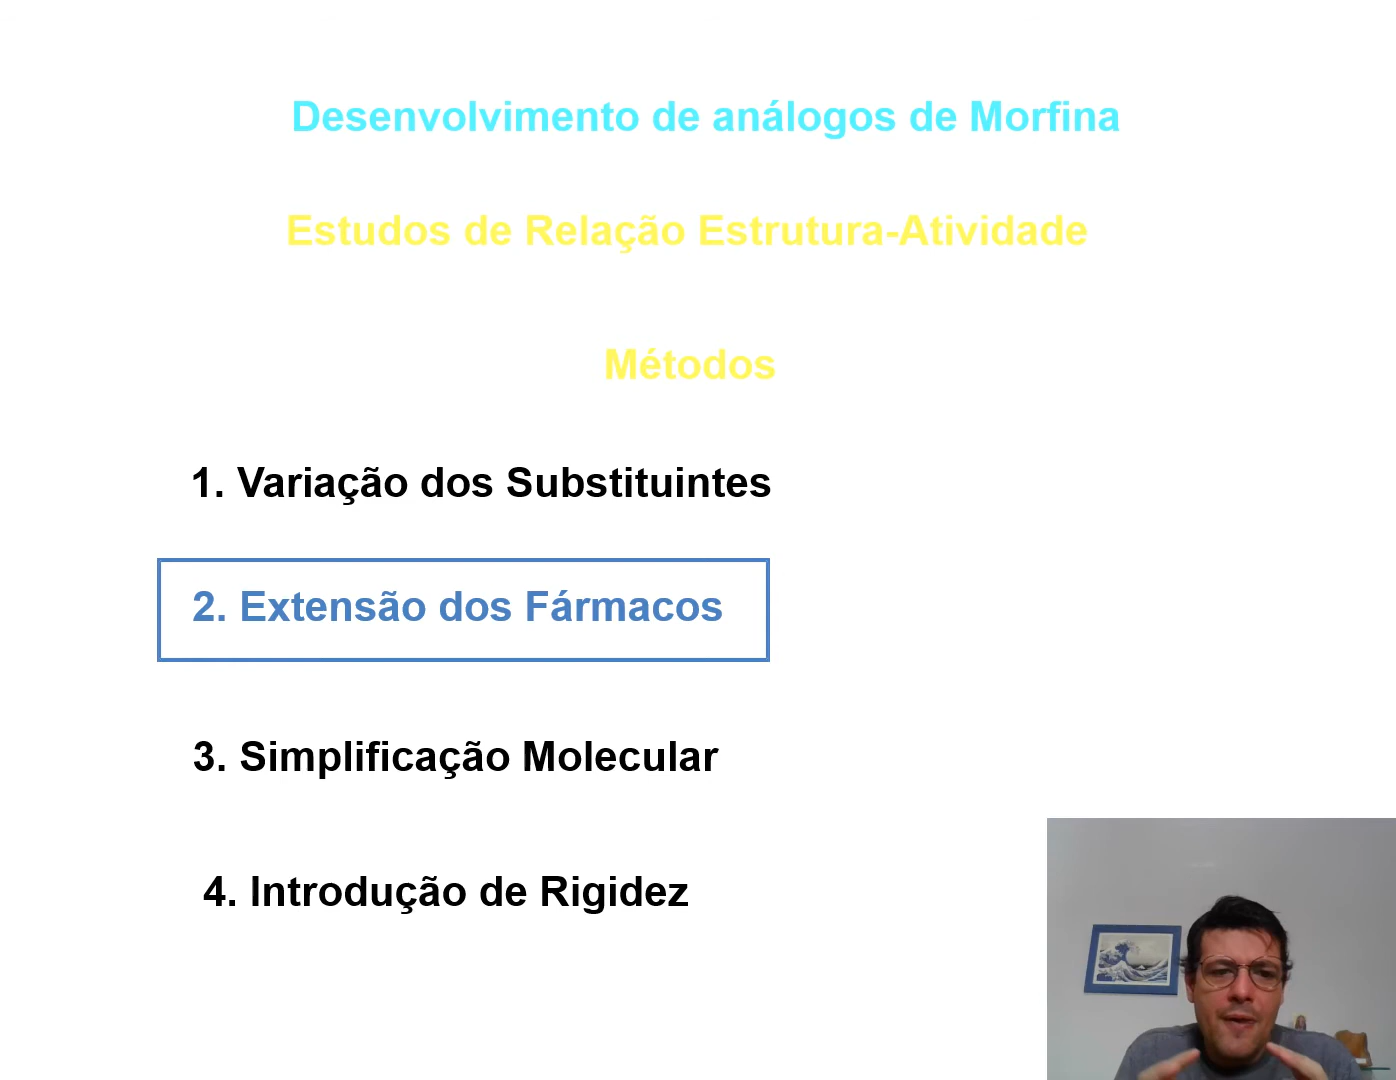 Desenvolvimento de análogos de Morfina
Estudos de Relação Estrutura-Atividade
Métodos
1. Variação dos Substituintes
2. Extensão dos Fármacos
3. Simplificação Molecular
4. Introdução de Rigidez